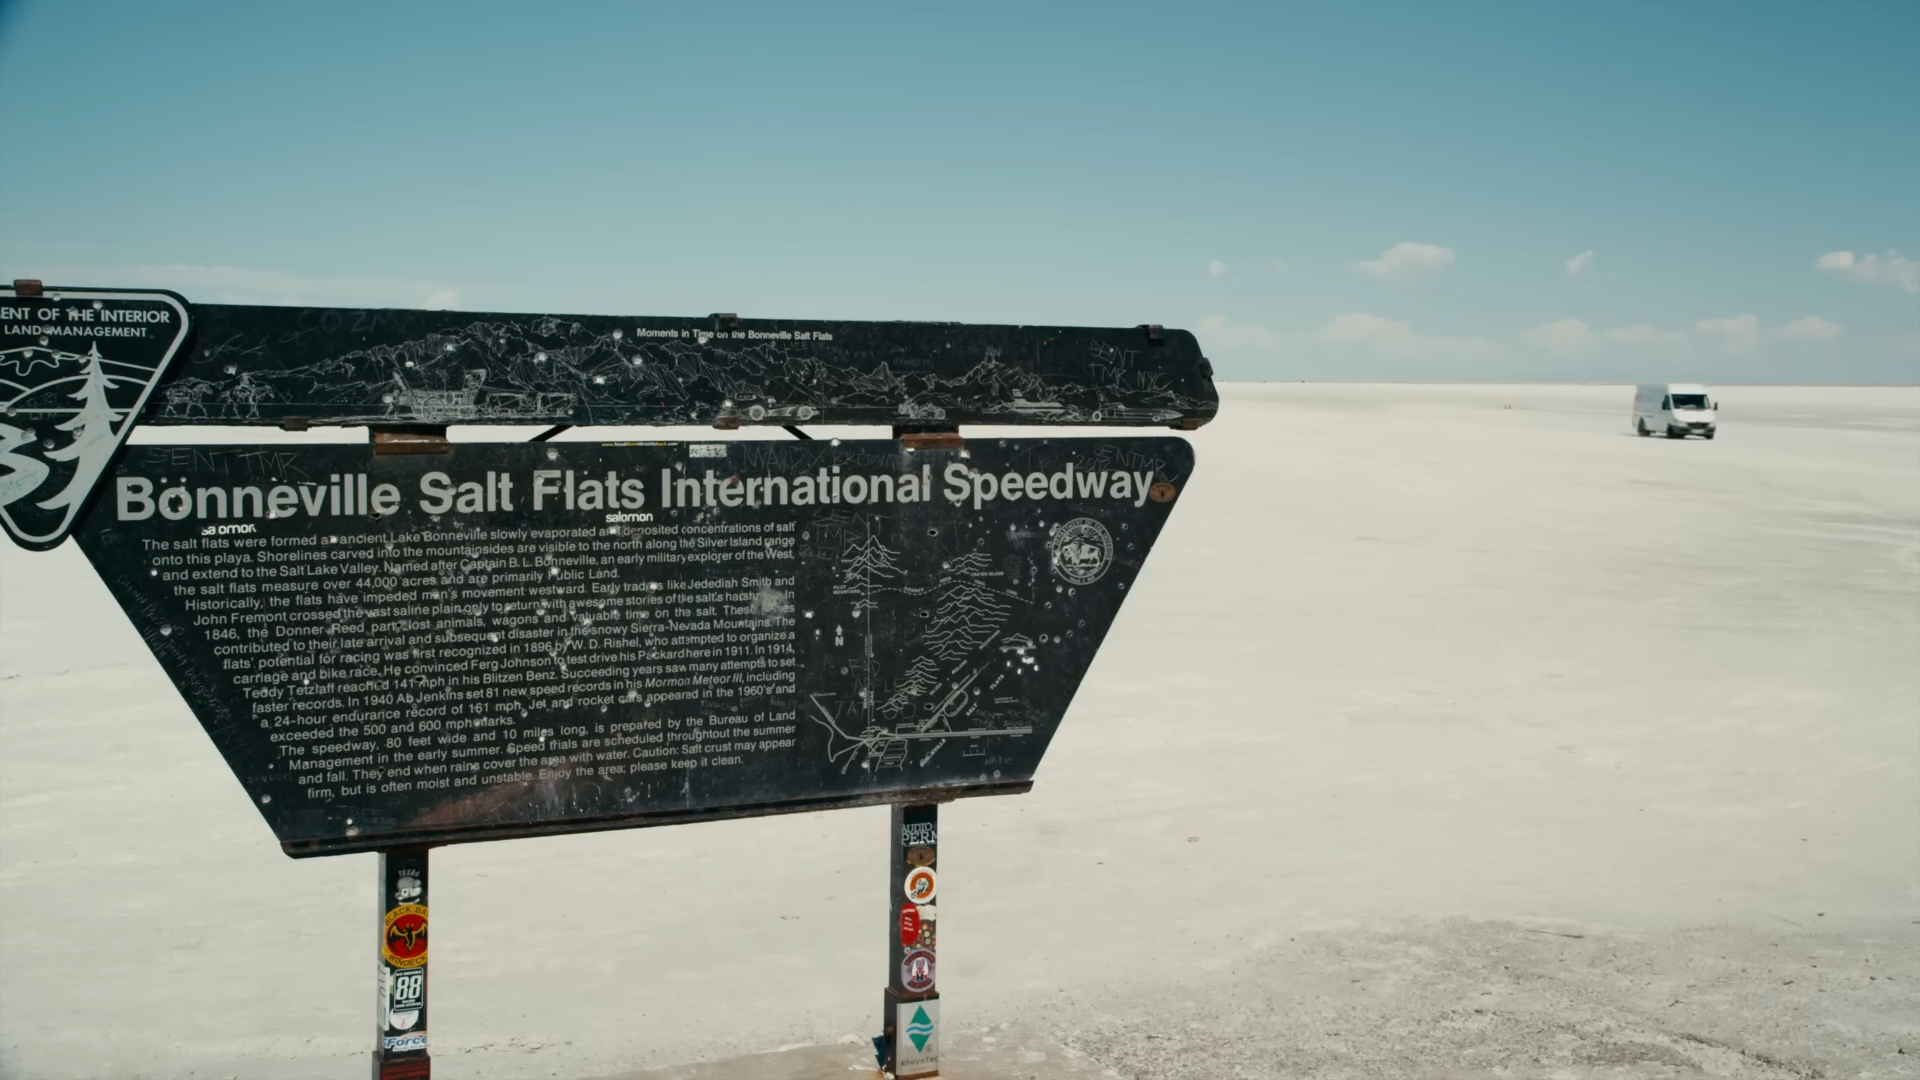 ENT OF THE INTERIOR
LAND MANAGEMENT
Moments in Time on the Bonneville Salt Flats
SENT
TMR NYC
SENT TMR
Bonneville Salt Flats International Speedway
salomon
The salt flats were formed as ancient Lake Bonneville slowly evaporated and deposited concentrations of salt
onto this playa. Shorelines carved into the mountainsides are visible to the north along the Silver Island range
and extend to the Salt Lake Valley. Named after Captain B. L. Bonneville, an early military explorer of the West,
the salt flats measure over 44,000 acres and are primarily Public Land.
Historically, the flats have impeded man's movement westward. Early traders like Jedediah Smith and
John Fremont crossed the vast saline plain only to return with awesome stories of the salt's harsh In
1846, the Donner Reed party lost animals, wagons and valuable time on the salt. These losses
contributed to their late arrival and subsequent disaster in the snowy Sierra-Nevada Mountains. The
flats' potential for racing was first recognized in 1896 by W. D. Rishel, who attempted to organize a
carriage and bike race. He convinced Ferg Johnson to test drive his Packard here in 1911. In 1914,
Teddy Tetzlaff reached 141 mph in his Blitzen Benz. Succeeding years saw many attempts to set
faster records. In 1940 Ab Jenkins set 81 new speed records in his Mormon Meteor III, including
a 24-hour endurance record of 161 mph. Jet and rocket cars appeared in the 1960's and
exceeded the 500 and 600 mph marks.
The speedway, 80 feet wide and 10 miles long, is prepared by the Bureau of Land
Management in the early summer. Speed trials are scheduled throughout the summer
and fall. They end when rains cover the area with water. Caution: Salt crust may appear
firm, but is often moist and unstable. Enjoy the area; please keep it clean.
N
AUDIO
PERM
TEXAS
BLACK BA
88
Force
RheveTec